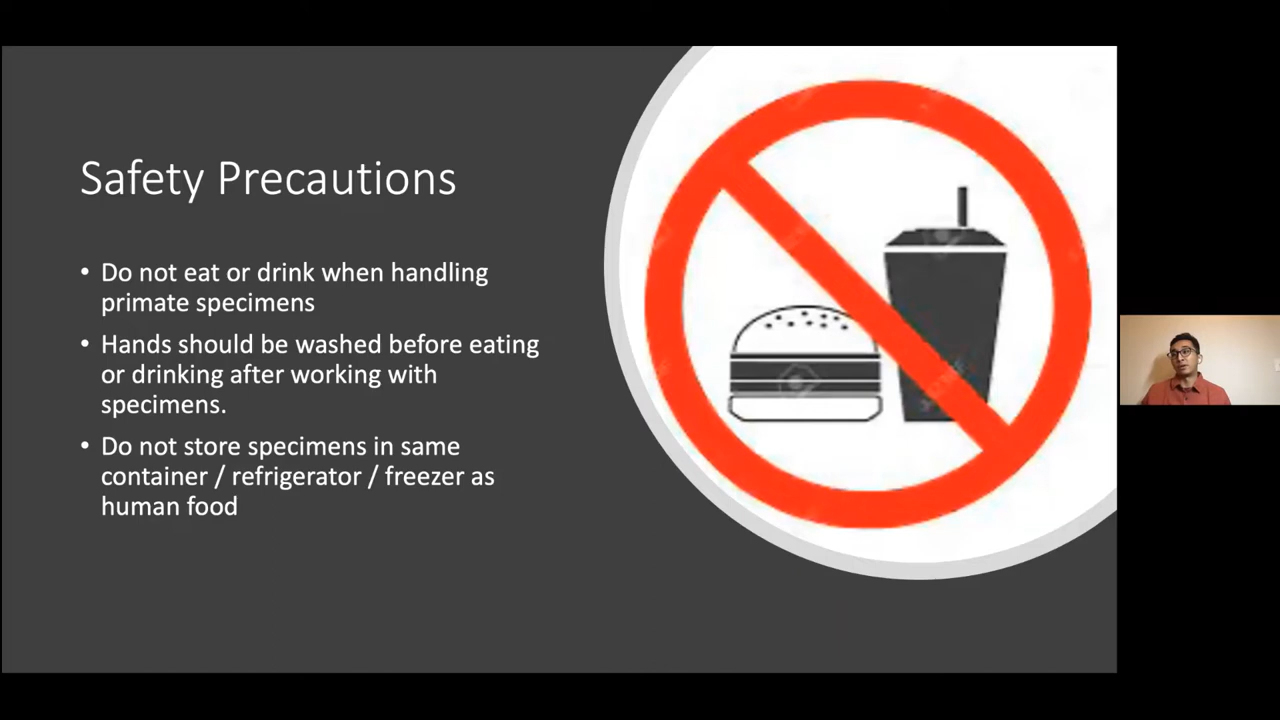 Safety Precautions
• Do not eat or drink when handling
primate specimens
• Hands should be washed before eating
or drinking after working with
specimens.
• Do not store specimens in same
container / refrigerator / freezer as
human food